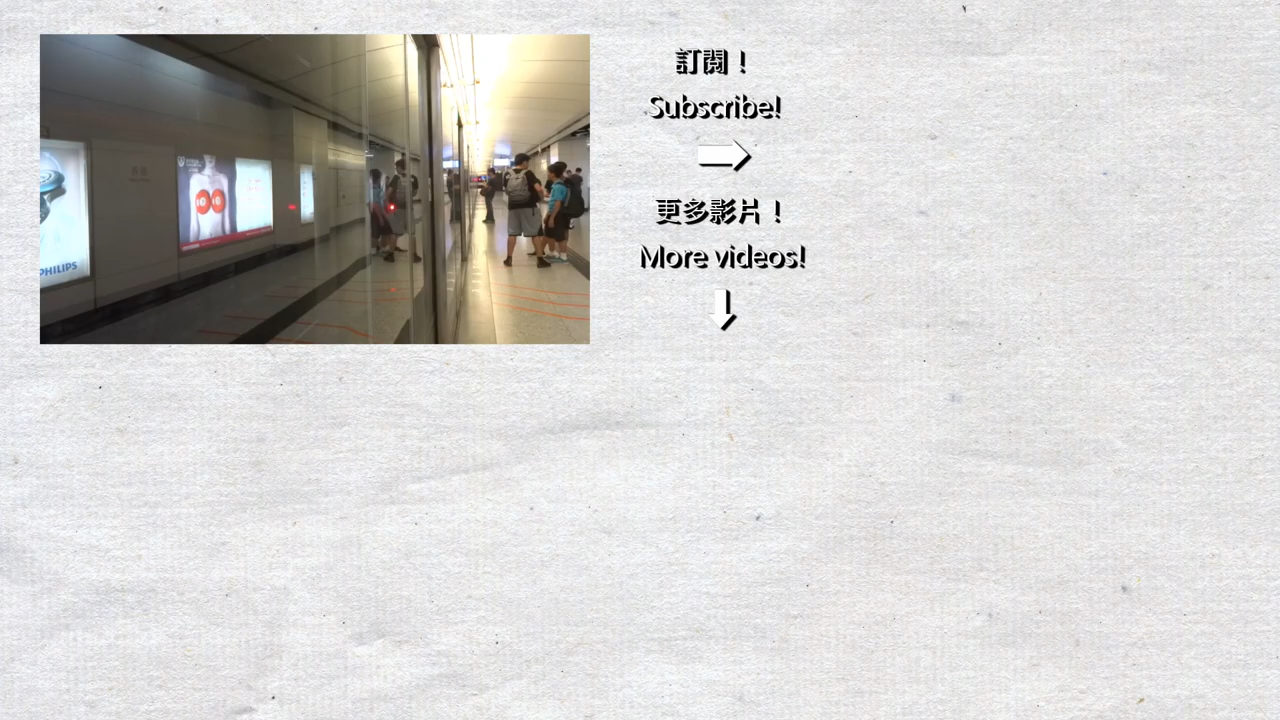 訂閱！
Subscribe!
更多影片！
More videos!
PHILIPS